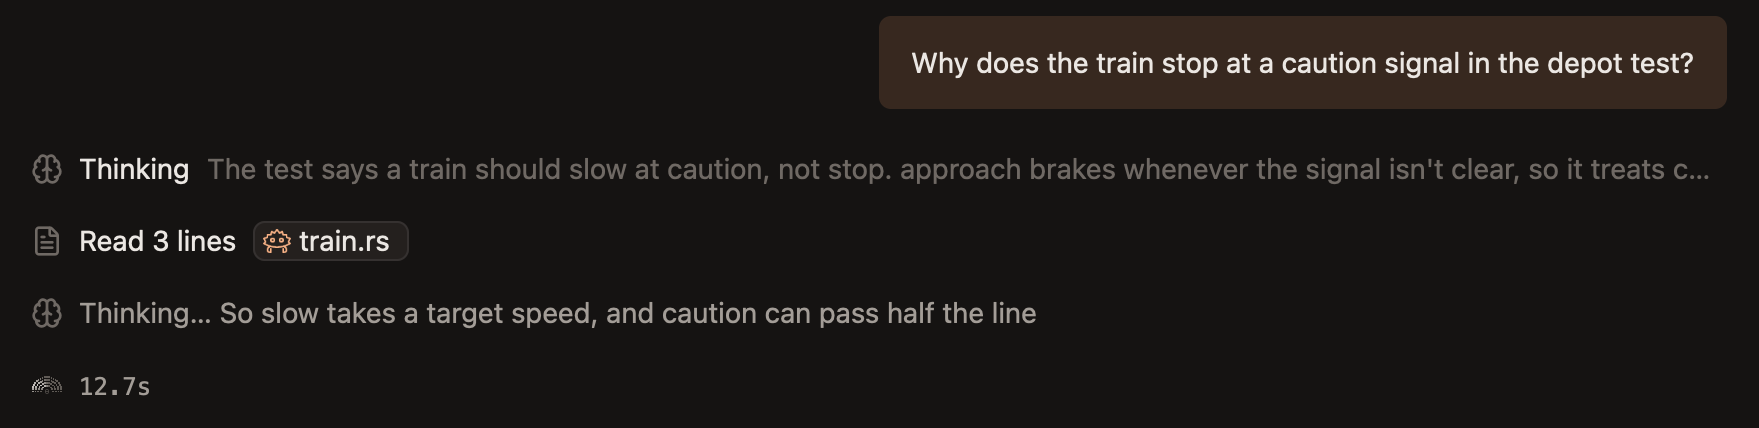 Why does the train stop at a caution signal in the depot test?
Thinking The test says a train should slow at caution, not stop. approach brakes whenever the signal isn't clear, so it treats c...
Read 3 lines train.rs
Thinking... So slow takes a target speed, and caution can pass half the line
12.7s